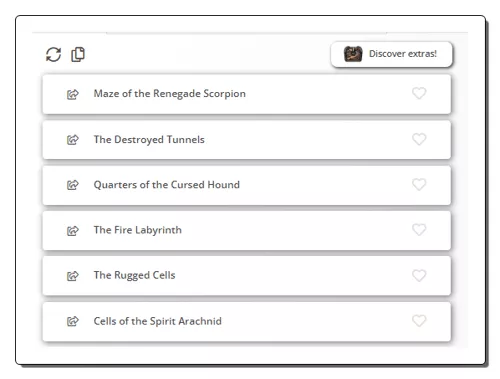 Discover extras!
Maze of the Renegade Scorpion
The Destroyed Tunnels
Quarters of the Cursed Hound
The Fire Labyrinth
The Rugged Cells
Cells of the Spirit Arachnid